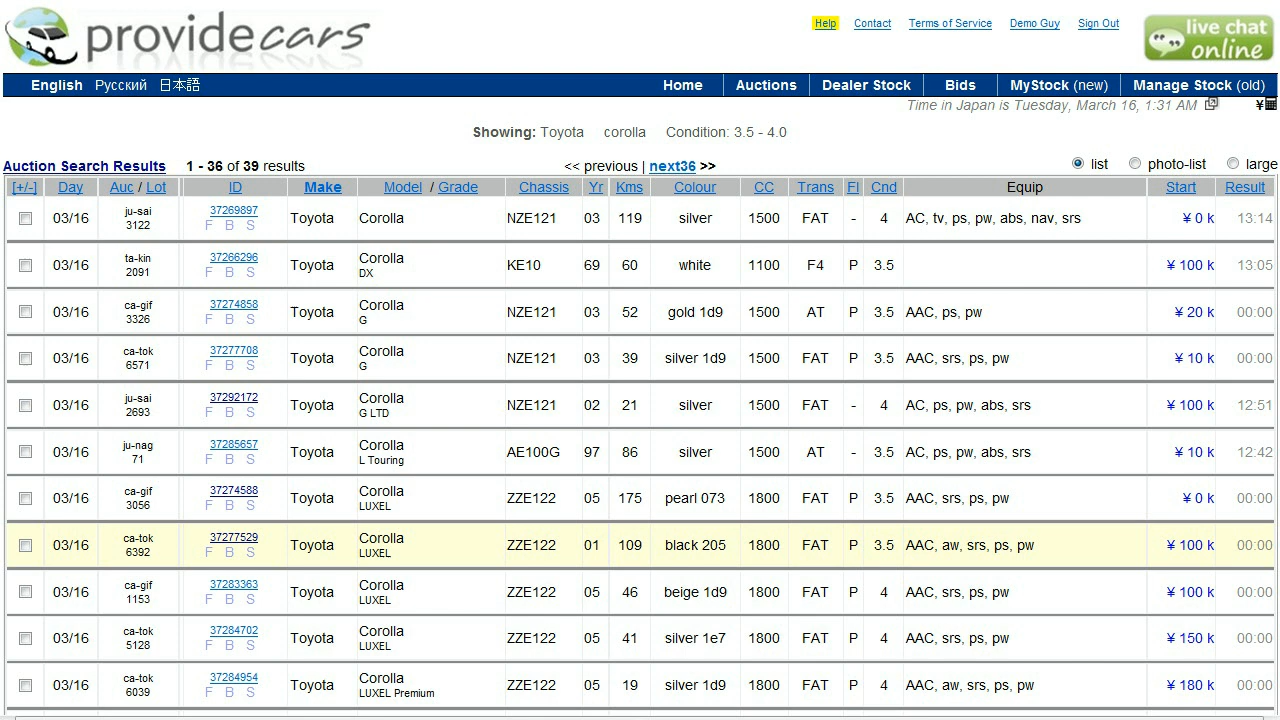 providecars
Help Contact Terms of Service Demo Guy Sign Out
live chat
online
English Русский 日本語 Home Auctions Dealer Stock Bids MyStock (new) Manage Stock (old)
Time in Japan is Tuesday, March 16, 1:31 AM ¥
Showing: Toyota corolla Condition: 3.5 - 4.0
Auction Search Results 1 - 36 of 39 results << previous | next36 >> list photo-list large
[+/-] Day Auc / Lot ID Make Model / Grade Chassis Yr Kms Colour CC Trans Fl Cnd Equip Start Result
03/16 ju-sai 3122 37269897 F B S Toyota Corolla NZE121 03 119 silver 1500 FAT - 4 AC, tv, ps, pw, abs, nav, srs ¥ 0 k 13:14
03/16 ta-kin 2091 37266296 F B S Toyota Corolla DX KE10 69 60 white 1100 F4 P 3.5 ¥ 100 k 13:05
03/16 ca-gif 3326 37274858 F B S Toyota Corolla G NZE121 03 52 gold 1d9 1500 AT P 3.5 AAC, ps, pw ¥ 20 k 00:00
03/16 ca-tok 6571 37277708 F B S Toyota Corolla G NZE121 03 39 silver 1d9 1500 FAT P 3.5 AAC, srs, ps, pw ¥ 10 k 00:00
03/16 ju-sai 2693 37292172 F B S Toyota Corolla G LTD NZE121 02 21 silver 1500 FAT - 4 AC, ps, pw, abs, srs ¥ 100 k 12:51
03/16 ju-nag 71 37285657 F B S Toyota Corolla L Touring AE100G 97 86 silver 1500 AT - 3.5 AC, ps, pw, abs, srs ¥ 10 k 12:42
03/16 ca-gif 3056 37274588 F B S Toyota Corolla LUXEL ZZE122 05 175 pearl 073 1800 FAT P 3.5 AAC, srs, ps, pw ¥ 0 k 00:00
03/16 ca-tok 6392 37277529 F B S Toyota Corolla LUXEL ZZE122 01 109 black 205 1800 FAT P 3.5 AAC, aw, srs, ps, pw ¥ 100 k 00:00
03/16 ca-gif 1153 37283363 F B S Toyota Corolla LUXEL ZZE122 05 46 beige 1d9 1800 FAT P 4 AAC, srs, ps, pw ¥ 100 k 00:00
03/16 ca-tok 5128 37284702 F B S Toyota Corolla LUXEL ZZE122 05 41 silver 1e7 1800 FAT P 4 AAC, srs, ps, pw ¥ 150 k 00:00
03/16 ca-tok 6039 37284954 F B S Toyota Corolla LUXEL Premium ZZE122 05 19 silver 1d9 1800 FAT P 4 AAC, aw, srs, ps, pw ¥ 180 k 00:00